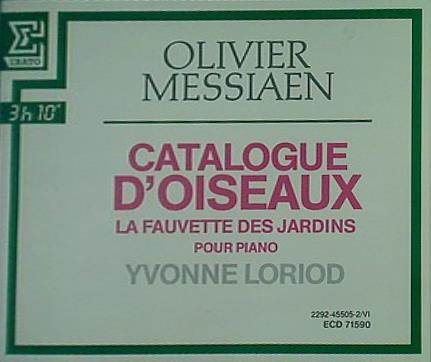 ERATO
3h 10'
OLIVIER
MESSIAEN
CATALOGUE
D'OISEAUX
LA FAUVETTE DES JARDINS
POUR PIANO
YVONNE LORIOD
2292-45505-2/VI
ECD 71590